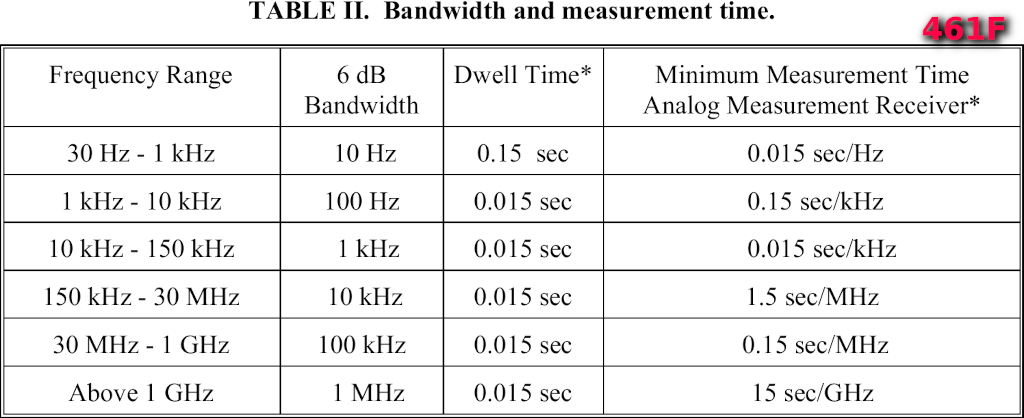 TABLE II. Bandwidth and measurement time.
461F
Frequency Range 6 dB Bandwidth Dwell Time* Minimum Measurement Time Analog Measurement Receiver*
30 Hz - 1 kHz 10 Hz 0.15 sec 0.015 sec/Hz
1 kHz - 10 kHz 100 Hz 0.015 sec 0.15 sec/kHz
10 kHz - 150 kHz 1 kHz 0.015 sec 0.015 sec/kHz
150 kHz - 30 MHz 10 kHz 0.015 sec 1.5 sec/MHz
30 MHz - 1 GHz 100 kHz 0.015 sec 0.15 sec/MHz
Above 1 GHz 1 MHz 0.015 sec 15 sec/GHz